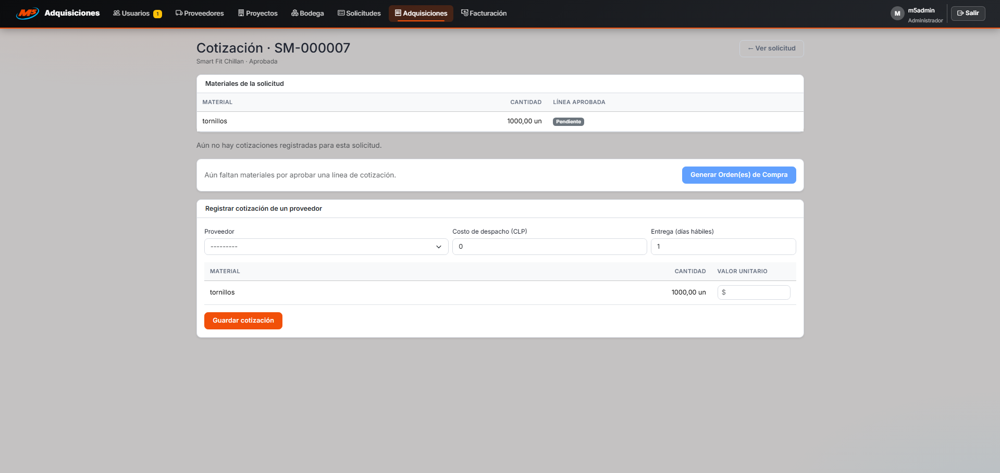 M5 Adquisiciones Usuarios 1 Proveedores Proyectos Bodega Solicitudes Adquisiciones Facturación M m5admin Administrador Salir
Cotización · SM-000007
← Ver solicitud
Smart Fit Chillan · Aprobada
Materiales de la solicitud
MATERIAL CANTIDAD LÍNEA APROBADA
tornillos 1000,00 un Pendiente
Aún no hay cotizaciones registradas para esta solicitud.
Aún faltan materiales por aprobar una línea de cotización. Generar Orden(es) de Compra
Registrar cotización de un proveedor
Proveedor Costo de despacho (CLP) Entrega (días hábiles)
--------- 0 1
MATERIAL CANTIDAD VALOR UNITARIO
tornillos 1000,00 un $
Guardar cotización